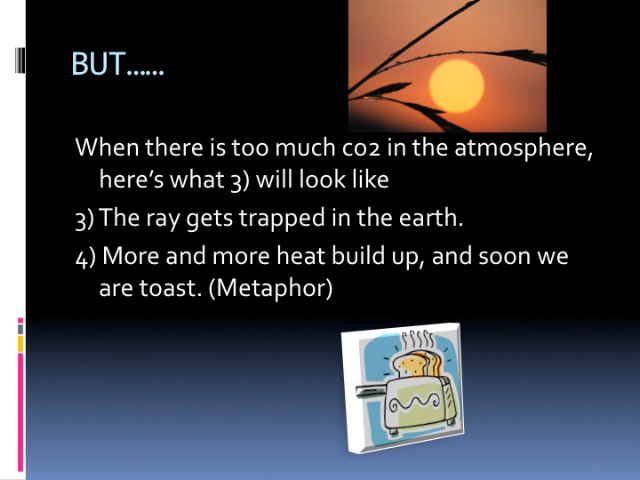 BUT......
When there is too much co2 in the atmosphere,
here's what 3) will look like
3) The ray gets trapped in the earth.
4) More and more heat build up, and soon we
are toast. (Metaphor)